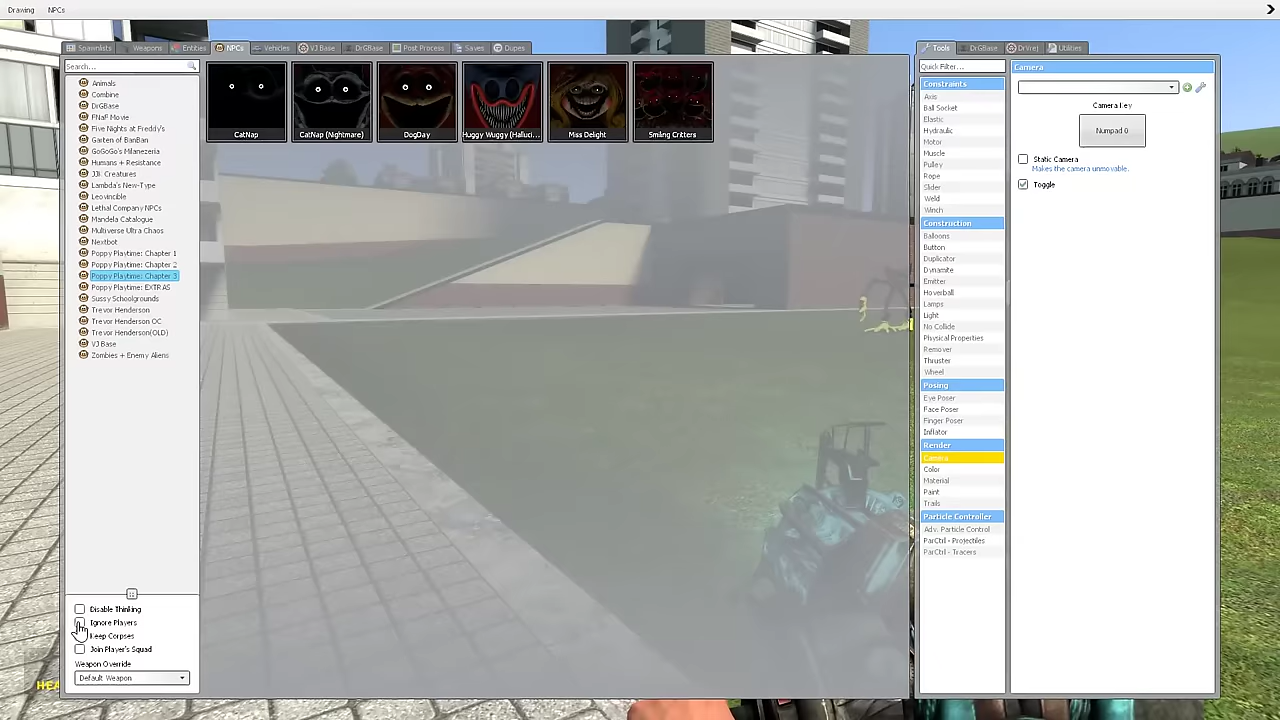 Drawing NPCs
Spawnlists Weapons Entities NPCs Vehicles VJ Base DrGBase Post Process Saves Dupes
Search...
Animals
Combine
DrGBase
FNaF Movie
Five Nights at Freddy's
Garten of BanBan
GoGoGo's Milanezeria
Humans + Resistance
JJK Creatures
Lambda's New-Type
Leovincible
Lethal Company NPCs
Mandela Catalogue
Multiverse Ultra Chaos
Nextbot
Poppy Playtime: Chapter 1
Poppy Playtime: Chapter 2
Poppy Playtime: Chapter 3
Poppy Playtime: EXTRAS
Sussy Schoolgrounds
Trevor Henderson
Trevor Henderson OC
Trevor Henderson(OLD)
VJ Base
Zombies + Enemy Aliens
Disable Thinking
Ignore Players
Keep Corpses
Join Player's Squad
Weapon Override
Default Weapon
CatNap
CatNap (Nightmare)
DogDay
Huggy Wuggy (Halluci...
Miss Delight
Smiling Critters
Tools DrGBase DrVrej Utilities
Quick Filter...
Constraints
Axis
Ball Socket
Elastic
Hydraulic
Motor
Muscle
Pulley
Rope
Slider
Weld
Winch
Construction
Balloons
Button
Duplicator
Dynamite
Emitter
Hoverball
Lamps
Light
No Collide
Physical Properties
Remover
Thruster
Wheel
Posing
Eye Poser
Face Poser
Finger Poser
Inflator
Render
Camera
Color
Material
Paint
Trails
Particle Controller
Adv. Particle Control
ParCtrl - Projectiles
ParCtrl - Tracers
Camera
Camera Key
Numpad 0
Static Camera
Makes the camera unmovable.
Toggle